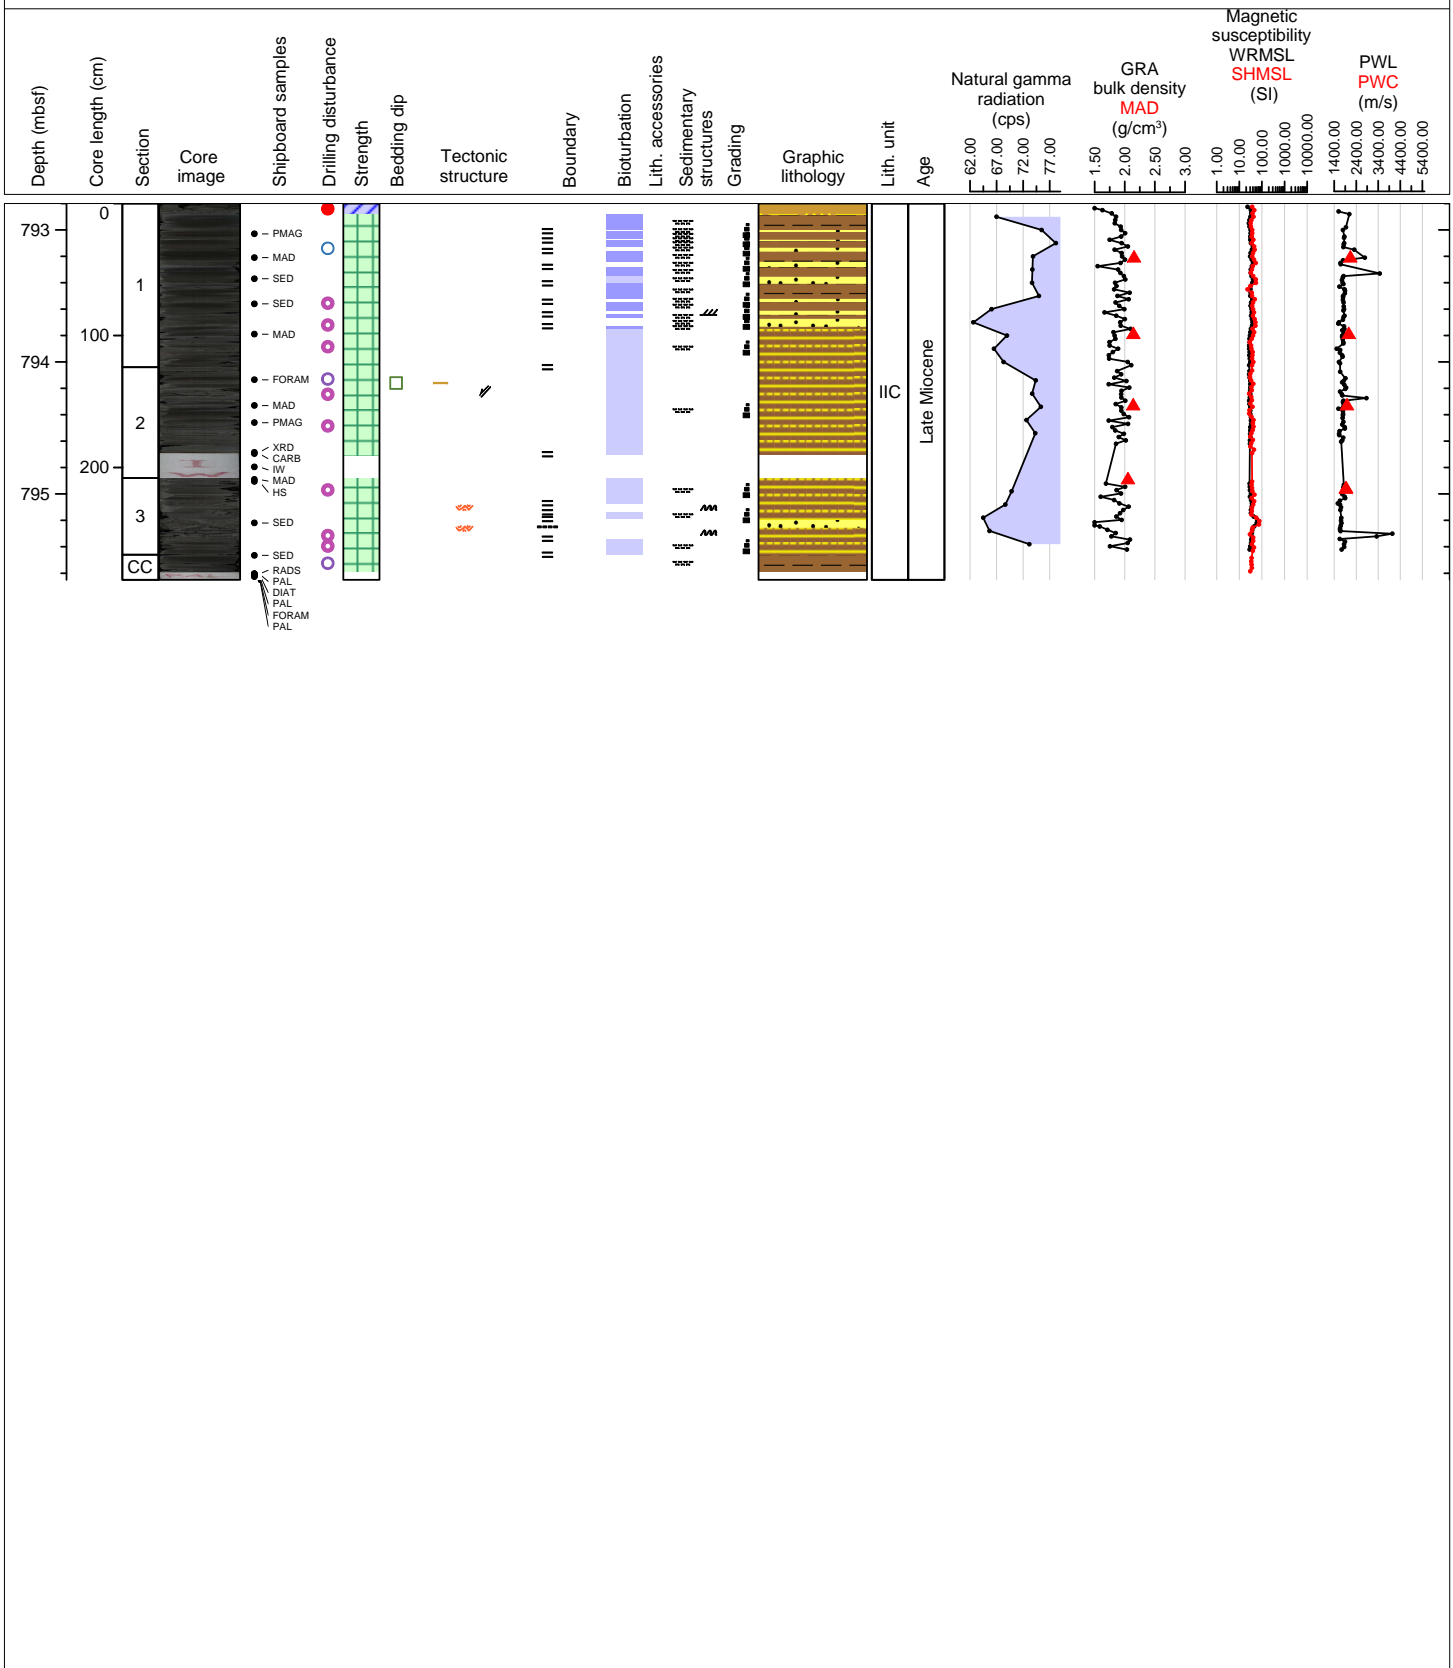 Depth (mbsf)
Core length (cm)
Section
Core
image
Shipboard samples
Drilling disturbance
Strength
Bedding dip
Tectonic
structure
Boundary
Bioturbation
Lith. accessories
Sedimentary
structures
Grading
Graphic
lithology
Lith. unit
Age
Natural gamma
radiation
(cps)
62.00
67.00
72.00
77.00
GRA
bulk density
MAD
(g/cm³)
1.50
2.00
2.50
3.00
Magnetic
susceptibility
WRMSL
SHMSL
(SI)
1.00
10.00
100.00
1000.00
10000.00
PWL
PWC
(m/s)
1400.00
2400.00
3400.00
4400.00
5400.00
793
794
795
0
100
200
1
2
3
CC
PMAG
MAD
SED
SED
MAD
FORAM
MAD
PMAG
XRD
CARB
IW
MAD
HS
SED
SED
RADS
PAL
DIAT
PAL
FORAM
PAL
IIC
Late Miocene